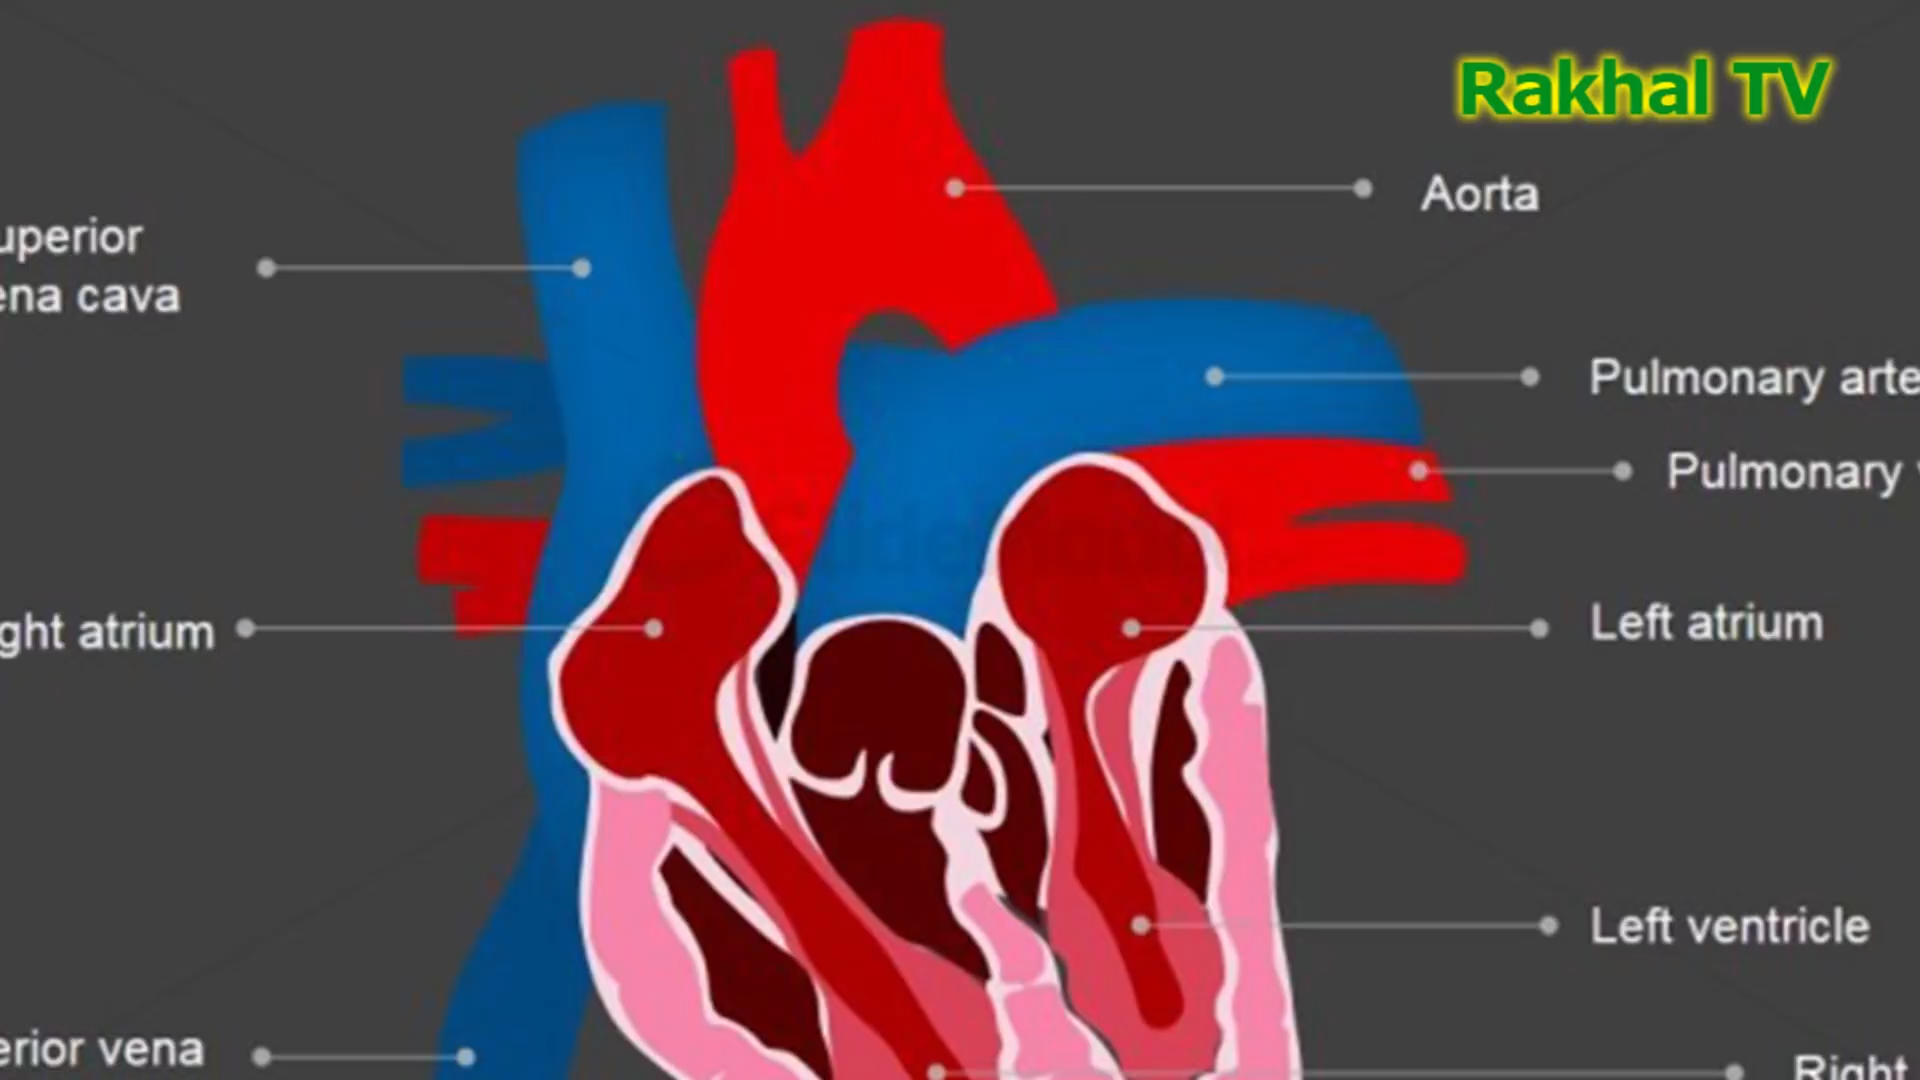 Rakhal TV
Aorta
uperior
ena cava
Pulmonary arte
Pulmonary
ght atrium
Left atrium
Left ventricle
erior vena
Right